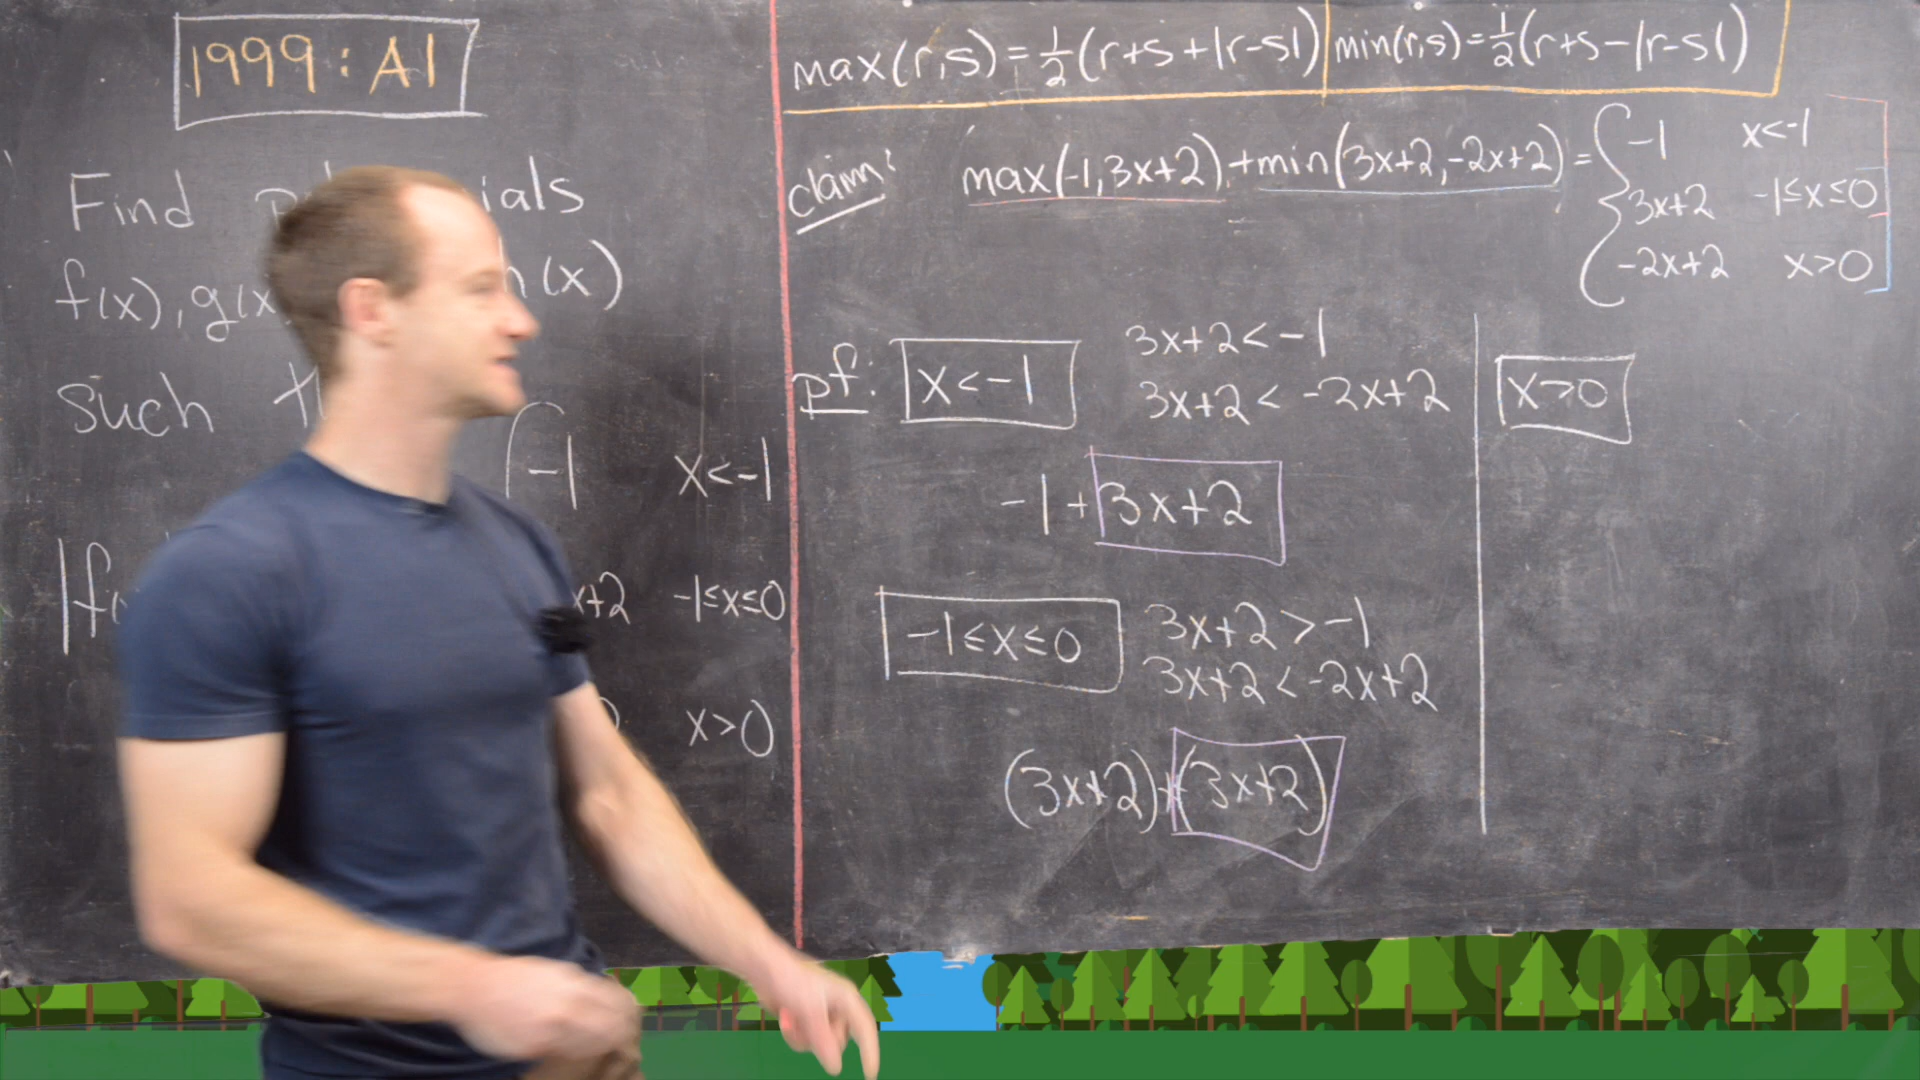 1999: A1
Find
f(x), g(x h(x)
such
-1 x<-1
|f x+2 -1≤x≤0
x>0
max(r,s)=½(r+s+|r-s|) min(r,s)=½(r+s-|r-s|)
claim: max(-1,3x+2)+min(3x+2,-2x+2)= { -1 x<-1
3x+2 -1≤x≤0
-2x+2 x>0
pf: x<-1 3x+2<-1
3x+2<-2x+2
-1+3x+2
-1≤x≤0 3x+2>-1
3x+2<-2x+2
(3x+2)+(3x+2)
x>0